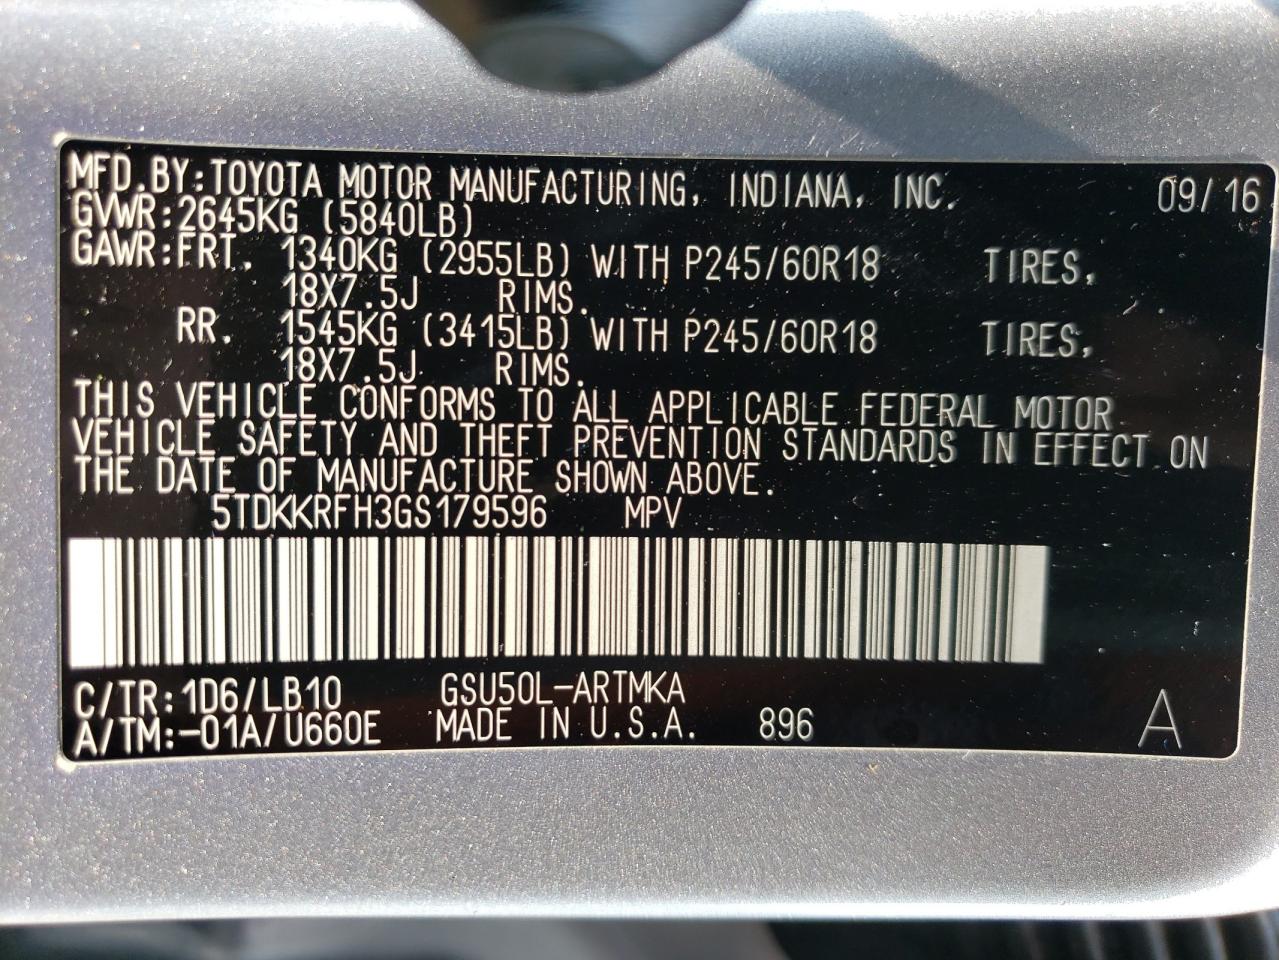 MFD.BY:TOYOTA MOTOR MANUFACTURING, INDIANA, INC. 09/16
GVWR:2645KG (5840LB)
GAWR:FRT. 1340KG (2955LB) WITH P245/60R18 TIRES,
18X7.5J RIMS.
RR. 1545KG (3415LB) WITH P245/60R18 TIRES,
18X7.5J RIMS.
THIS VEHICLE CONFORMS TO ALL APPLICABLE FEDERAL MOTOR
VEHICLE SAFETY AND THEFT PREVENTION STANDARDS IN EFFECT ON
THE DATE OF MANUFACTURE SHOWN ABOVE.
5TDKKRFH3GS179596 MPV
C/TR:1D6/LB10 GSU50L-ARTMKA
A/TM:-01A/U660E MADE IN U.S.A. 896 A